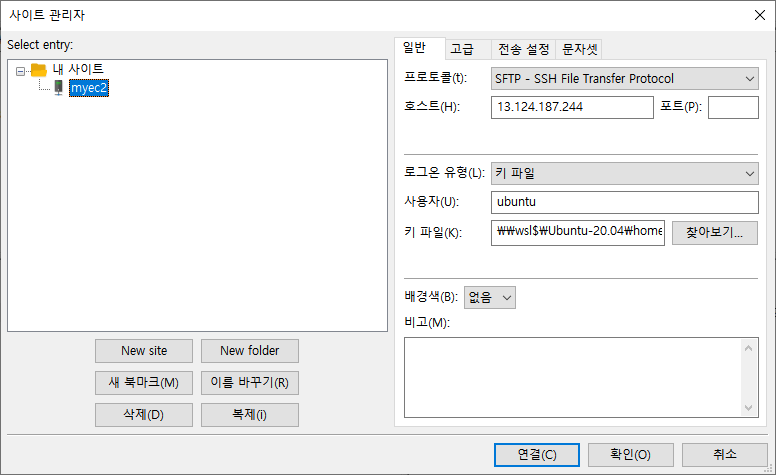 사이트 관리자
Select entry:
내 사이트
myec2
New site
New folder
새 북마크(M)
이름 바꾸기(R)
삭제(D)
복제(i)
일반
고급
전송 설정
문자셋
프로토콜(t):
SFTP - SSH File Transfer Protocol
호스트(H):
13.124.187.244
포트(P):
로그온 유형(L):
키 파일
사용자(U):
ubuntu
키 파일(K):
₩₩wsl$₩Ubuntu-20.04₩home
찾아보기...
배경색(B):
없음
비고(M):
연결(C)
확인(O)
취소